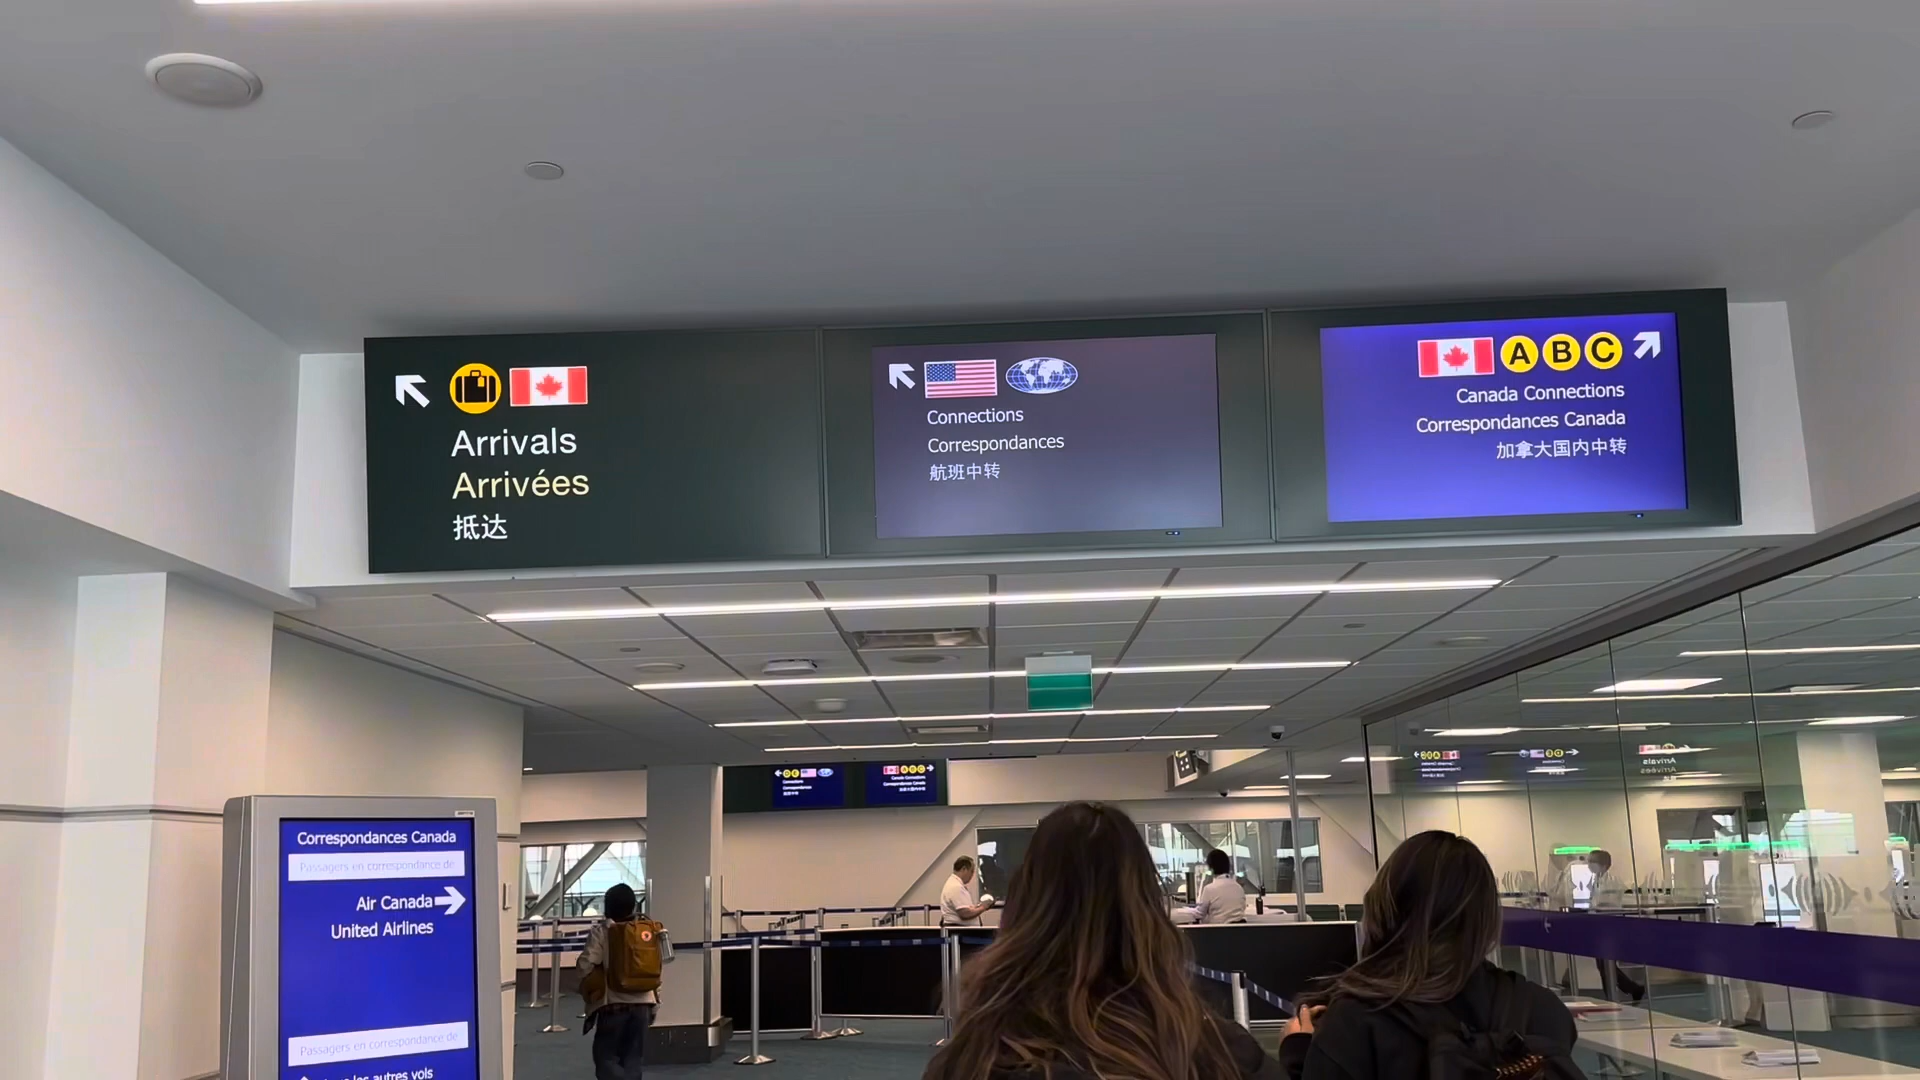 Arrivals
Arrivées
抵达
Connections
Correspondances
航班中转
A B C
Canada Connections
Correspondances Canada
加拿大国内中转
Correspondances Canada
Passagers en correspondance de
Air Canada
United Airlines
Passagers en correspondance de
les autres vols